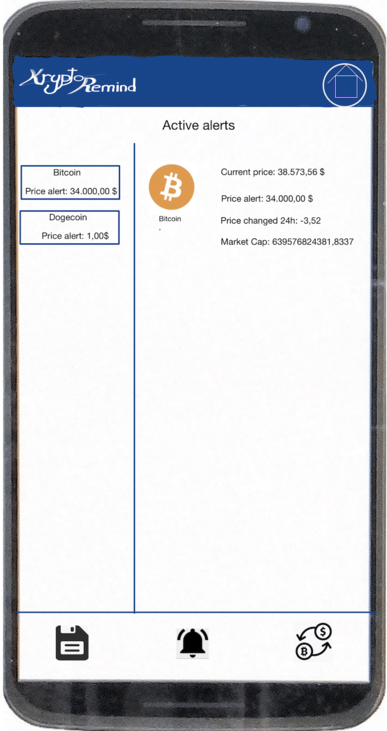 XryptoRemind
Active alerts
Bitcoin
Price alert: 34.000,00 $
Dogecoin
Price alert: 1,00$
Bitcoin
Current price: 38.573,56 $
Price alert: 34.000,00 $
Price changed 24h: -3,52
Market Cap: 639576824381,8337